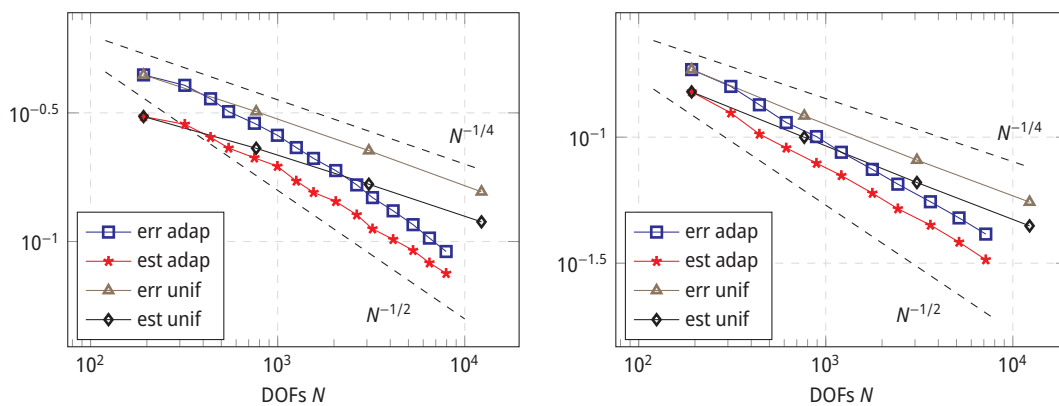 10^{-0.5}
10^{-1}
N^{-1/4}
N^{-1/2}
err adap
est adap
err unif
est unif
10^2
10^3
10^4
DOFs N
10^{-1}
10^{-1.5}
N^{-1/4}
N^{-1/2}
err adap
est adap
err unif
est unif
10^2
10^3
10^4
DOFs N